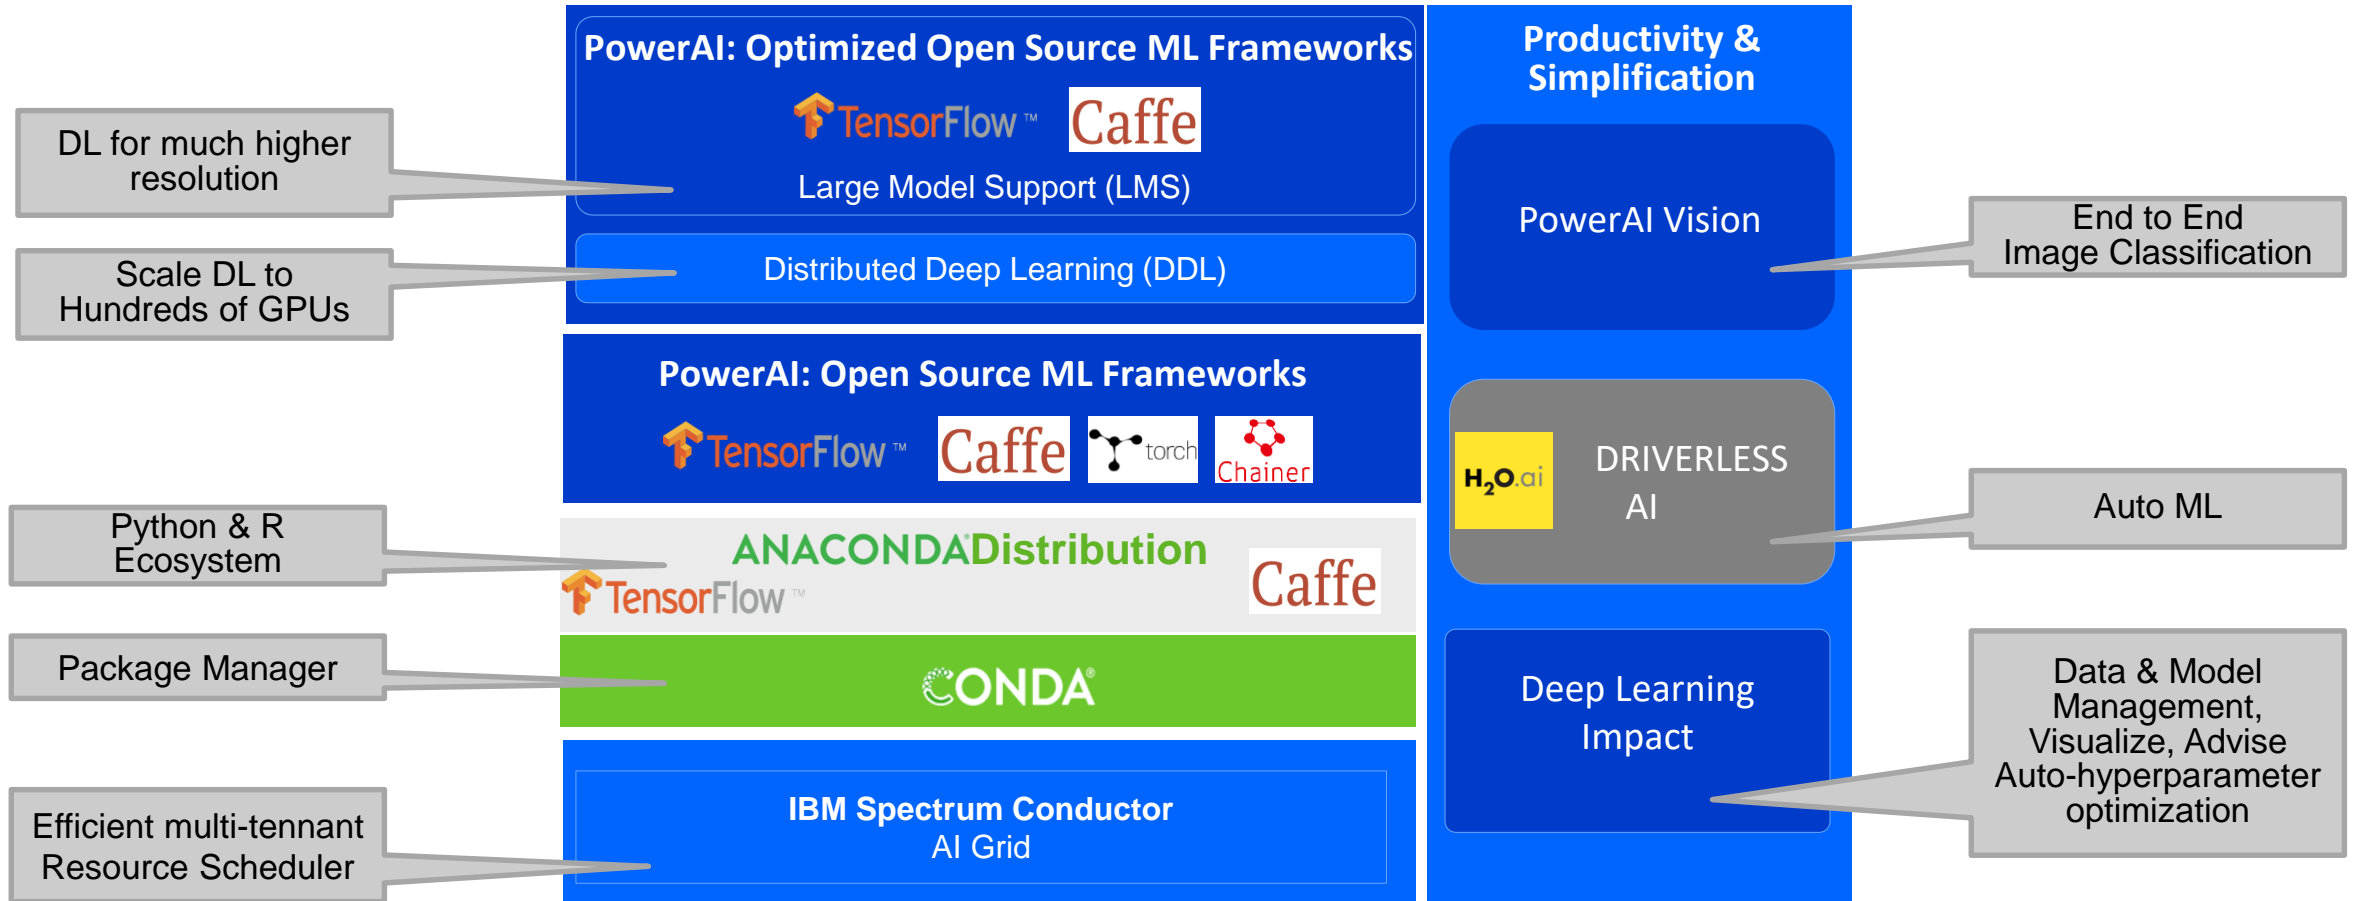 PowerAI: Optimized Open Source ML Frameworks
TensorFlow™
Caffe
Large Model Support (LMS)
Distributed Deep Learning (DDL)
DL for much higher
resolution
Scale DL to
Hundreds of GPUs
PowerAI: Open Source ML Frameworks
TensorFlow™
Caffe
torch
Chainer
Python & R
Ecosystem
ANACONDA®Distribution
TensorFlow™
Caffe
Package Manager
CONDA®
Efficient multi-tennant
Resource Scheduler
IBM Spectrum Conductor
AI Grid
Productivity &
Simplification
PowerAI Vision
End to End
Image Classification
H2O.ai
DRIVERLESS
AI
Auto ML
Deep Learning
Impact
Data & Model
Management,
Visualize, Advise
Auto-hyperparameter
optimization